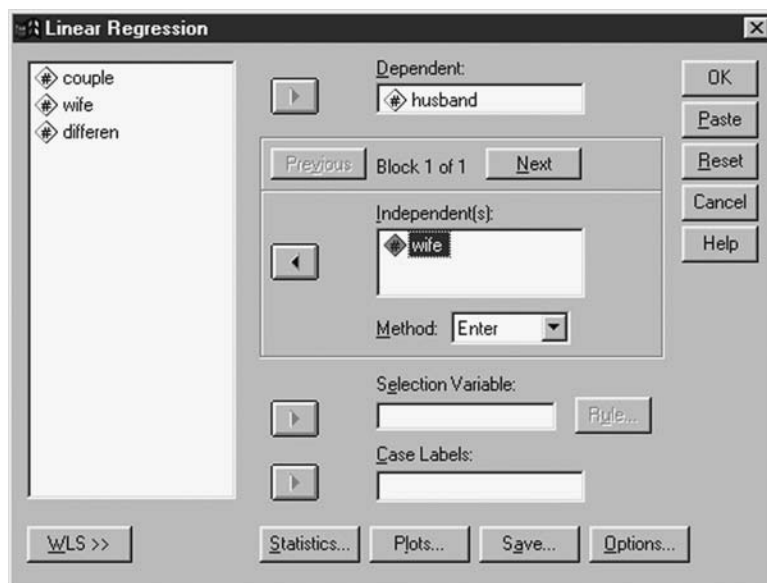 Linear Regression
# couple
# wife
# differen
Dependent:
# husband
Previous Block 1 of 1 Next
Independent(s):
# wife
Method: Enter
Selection Variable:
Rule...
Case Labels:
WLS >>
Statistics... Plots... Save... Options...
OK
Paste
Reset
Cancel
Help